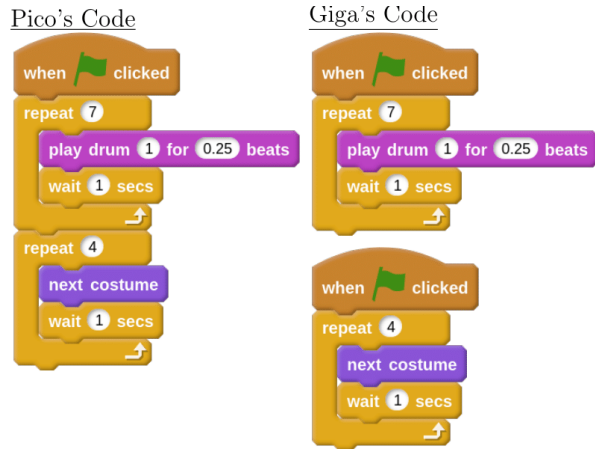 Pico's Code
when clicked
repeat 7
play drum 1 for 0.25 beats
wait 1 secs
repeat 4
next costume
wait 1 secs
Giga's Code
when clicked
repeat 7
play drum 1 for 0.25 beats
wait 1 secs
when clicked
repeat 4
next costume
wait 1 secs